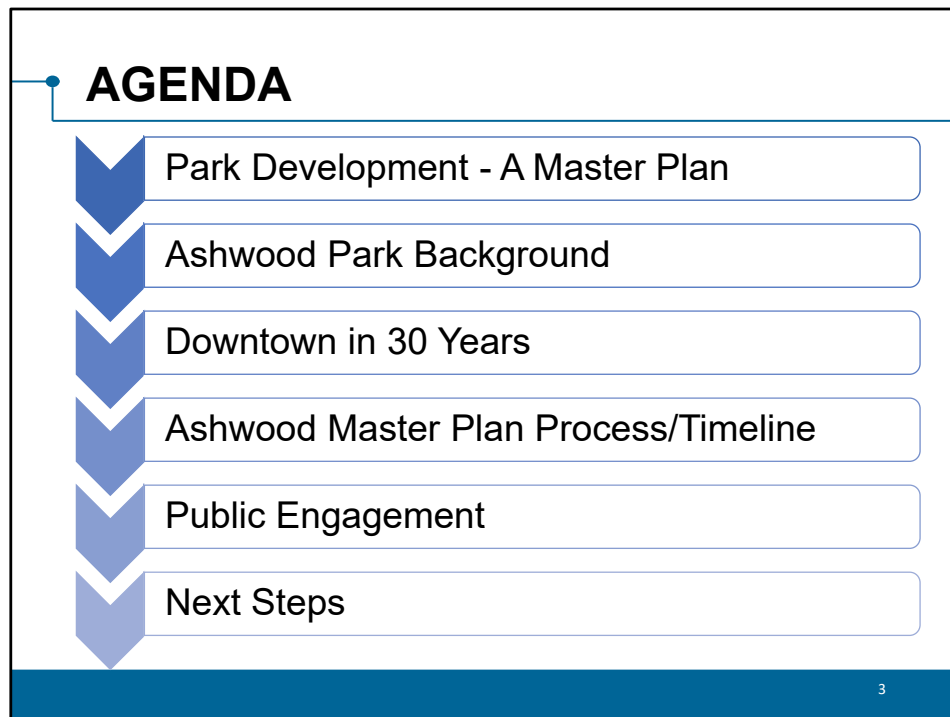 AGENDA
Park Development - A Master Plan
Ashwood Park Background
Downtown in 30 Years
Ashwood Master Plan Process/Timeline
Public Engagement
Next Steps
3